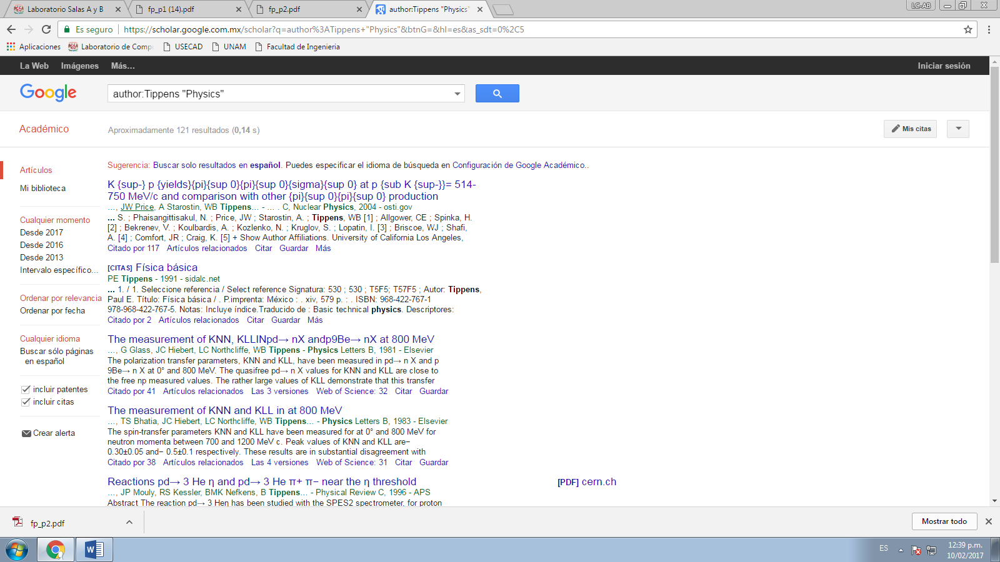 Laboratorio Salas A y B
fp_p1 (14).pdf
fp_p2.pdf
author:Tippens "Physics"
LC-AB
Es seguro
https://scholar.google.com.mx/scholar?q=author%3ATippens+"Physics"&btnG=&hl=es&as_sdt=0%2C5
Aplicaciones
Laboratorio de Comp
USECAD
UNAM
Facultad de Ingenieria
La Web Imágenes Más...
Iniciar sesión
Google
author:Tippens "Physics"
Académico
Aproximadamente 121 resultados (0,14 s)
Mis citas
Artículos
Mi biblioteca
Cualquier momento
Desde 2017
Desde 2016
Desde 2013
Intervalo específico...
Ordenar por relevancia
Ordenar por fecha
Cualquier idioma
Buscar sólo páginas
en español
incluir patentes
incluir citas
Crear alerta
Sugerencia: Buscar solo resultados en español. Puedes especificar el idioma de búsqueda en Configuración de Google Académico..
K {sup-} p {yields}{pi}{sup 0}{pi}{sup 0}{sigma}{sup 0} at p {sub K {sup-}}= 514-
750 MeV/c and comparison with other {pi}{sup 0}{pi}{sup 0} production
..., JW Price, A Starostin, WB Tippens... - ... . C, Nuclear Physics, 2004 - osti.gov
... S. ; Phaisangittisakul, N. ; Price, JW ; Starostin, A. ; Tippens, WB [1] ; Allgower, CE ; Spinka, H.
[2] ; Bekrenev, V. ; Koulbardis, A. ; Kozlenko, N. ; Kruglov, S. ; Lopatin, I. [3] ; Briscoe, WJ ; Shafi,
A. [4] ; Comfort, JR ; Craig, K. [5] + Show Author Affiliations. University of California Los Angeles,
Citado por 117 Artículos relacionados Citar Guardar Más
[CITAS] Física básica
PE Tippens - 1991 - sidalc.net
... 1. / 1. Seleccione referencia / Select reference Signatura: 530 ; 530 ; T5F5; T57F5 ; Autor: Tippens,
Paul E. Título: Física básica / . P.imprenta: México : . xiv, 579 p. : . ISBN: 968-422-767-1
978-968-422-767-5. Notas: Incluye índice.Traducido de : Basic technical physics. Descriptores:
Citado por 2 Artículos relacionados Citar Guardar Más
The measurement of KNN, KLLINpd→ nX andp9Be→ nX at 800 MeV
..., G Glass, JC Hiebert, LC Northcliffe, WB Tippens - Physics Letters B, 1981 - Elsevier
The polarization transfer parameters, KNN and KLL, have been measured in pd→ n X and p
9Be→ n X at 0° and 800 MeV. The quasifree pd→ n X values for KNN and KLL are close to
the free np measured values. The rather large values of KLL demonstrate that this transfer
Citado por 41 Artículos relacionados Las 3 versiones Web of Science: 32 Citar Guardar
The measurement of KNN and KLL in at 800 MeV
..., TS Bhatia, JC Hiebert, LC Northcliffe, WB Tippens... - Physics Letters B, 1983 - Elsevier
The spin-transfer parameters KNN and KLL have been measured for at 0° and 800 MeV for
neutron momenta between 700 and 1200 MeV c. Peak values of KNN and KLL are−
0.30±0.05 and− 0.5±0.1 respectively. These results are in substantial disagreement with
Citado por 38 Artículos relacionados Las 4 versiones Web of Science: 31 Citar Guardar
Reactions pd→ 3 He η and pd→ 3 He π+ π− near the η threshold
[PDF] cern.ch
..., JP Mouly, RS Kessler, BMK Nefkens, B Tippens... - Physical Review C, 1996 - APS
Abstract The reaction pd→ 3 Heη has been studied with the SPES2 spectrometer, for proton
fp_p2.pdf
Mostrar todo
ES
12:39 p.m.
10/02/2017